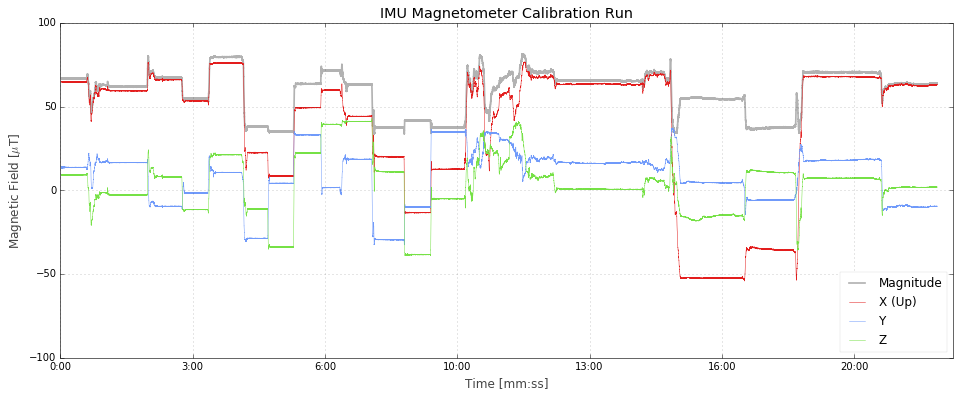 IMU Magnetometer Calibration Run
Magnetic Field [μT]
100
50
0
−50
−100
Magnitude
X (Up)
Y
Z
0:00 3:00 6:00 10:00 13:00 16:00 20:00
Time [mm:ss]